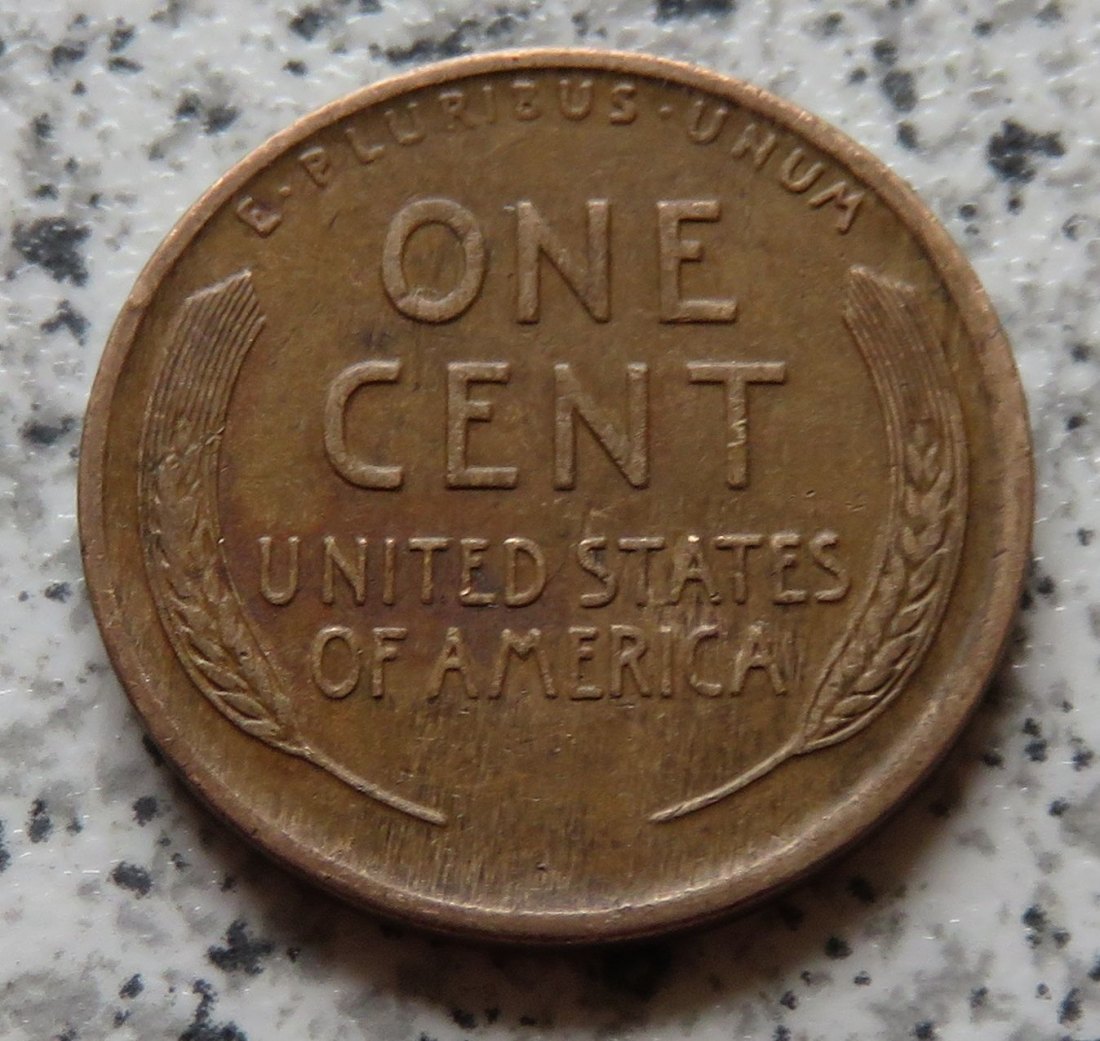 E·PLURIBUS·UNUM
ONE
CENT
UNITED STATES
OF AMERICA